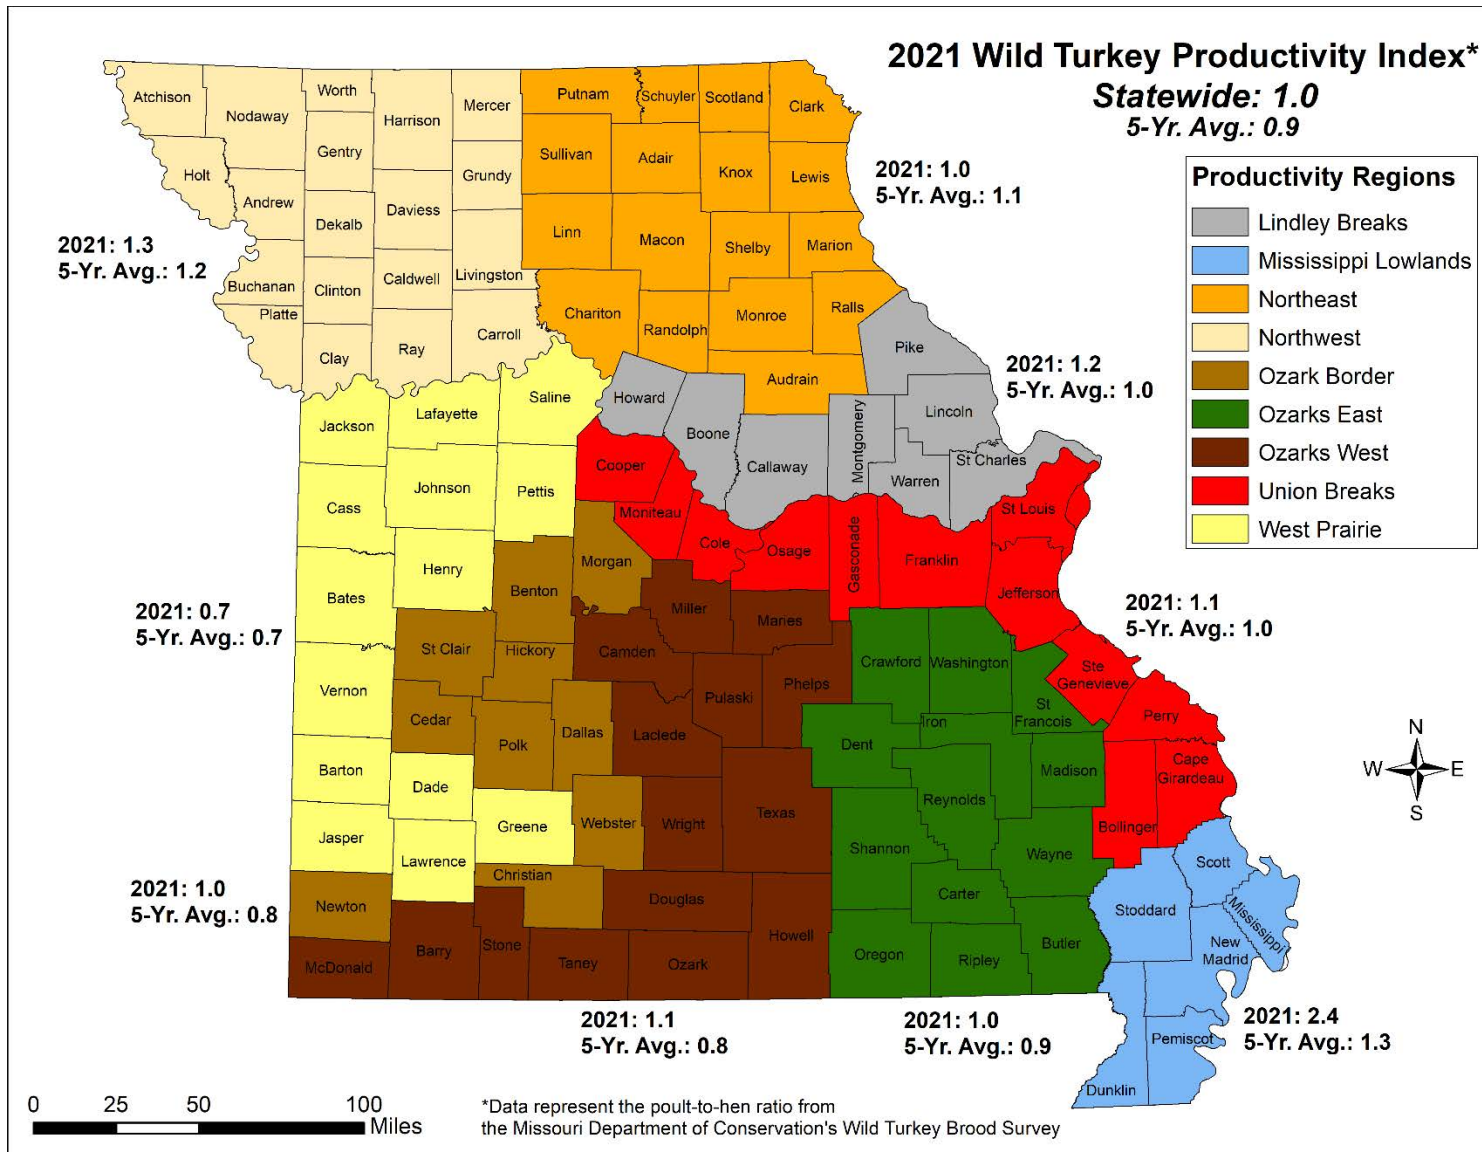 2021 Wild Turkey Productivity Index*
Statewide: 1.0
5-Yr. Avg.: 0.9
Productivity Regions
Lindley Breaks
Mississippi Lowlands
Northeast
Northwest
Ozark Border
Ozarks East
Ozarks West
Union Breaks
West Prairie
2021: 1.3
5-Yr. Avg.: 1.2
2021: 1.0
5-Yr. Avg.: 1.1
2021: 1.2
5-Yr. Avg.: 1.0
2021: 0.7
5-Yr. Avg.: 0.7
2021: 1.1
5-Yr. Avg.: 1.0
2021: 1.0
5-Yr. Avg.: 0.8
2021: 1.1
5-Yr. Avg.: 0.8
2021: 1.0
5-Yr. Avg.: 0.9
2021: 2.4
5-Yr. Avg.: 1.3
Atchison
Nodaway
Worth
Harrison
Mercer
Putnam
Schuyler
Scotland
Clark
Holt
Gentry
Grundy
Sullivan
Adair
Knox
Lewis
Andrew
Dekalb
Daviess
Linn
Macon
Shelby
Marion
Buchanan
Clinton
Caldwell
Livingston
Chariton
Randolph
Monroe
Ralls
Platte
Clay
Ray
Carroll
Audrain
Pike
Jackson
Lafayette
Saline
Howard
Boone
Callaway
Montgomery
Lincoln
Warren
St Charles
Cass
Johnson
Pettis
Cooper
Moniteau
Cole
Osage
Gasconade
Franklin
St Louis
Jefferson
Bates
Henry
Benton
Morgan
Miller
Maries
Camden
St Clair
Hickory
Pulaski
Phelps
Crawford
Washington
St
Francois
Ste
Genevieve
Perry
Vernon
Cedar
Polk
Dallas
Laclede
Dent
Iron
Madison
Cape
Girardeau
Bollinger
Barton
Dade
Greene
Webster
Wright
Texas
Reynolds
Shannon
Wayne
Jasper
Lawrence
Christian
Douglas
Howell
Carter
Scott
Stoddard
Mississippi
New
Madrid
Newton
McDonald
Barry
Stone
Taney
Ozark
Oregon
Ripley
Butler
Pemiscot
Dunklin
N
W
E
S
0
25
50
100
Miles
*Data represent the poult-to-hen ratio from
the Missouri Department of Conservation's Wild Turkey Brood Survey